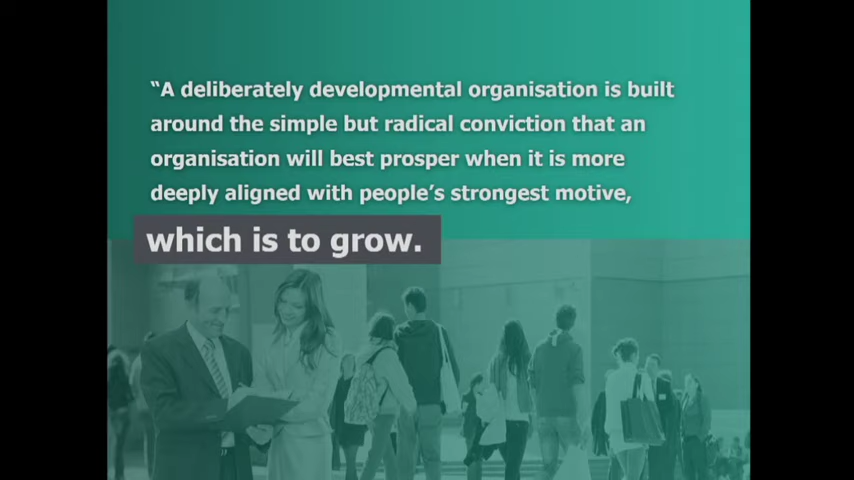 “A deliberately developmental organisation is built
around the simple but radical conviction that an
organisation will best prosper when it is more
deeply aligned with people’s strongest motive,
which is to grow.